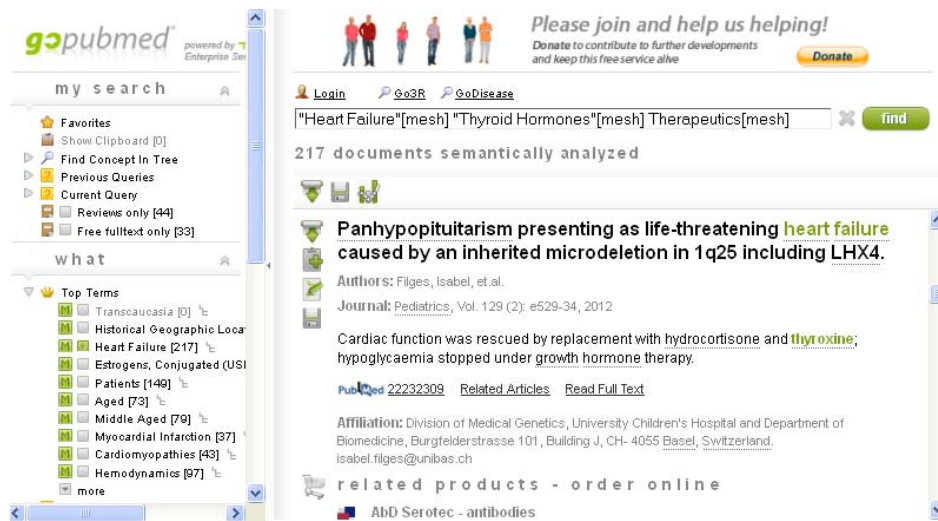 gopubmed
powered by
Enterprise Ser
my search
Favorites
Show Clipboard [0]
Find Concept In Tree
Previous Queries
Current Query
Reviews only [44]
Free fulltext only [33]
what
Top Terms
Transcaucasia [0]
Historical Geographic Loca
Heart Failure [217]
Estrogens, Conjugated (USI
Patients [149]
Aged [73]
Middle Aged [79]
Myocardial Infarction [37]
Cardiomyopathies [43]
Hemodynamics [97]
more
Please join and help us helping!
Donate to contribute to further developments
and keep this free service alive
Donate
Login Go3R GoDisease
"Heart Failure"[mesh] "Thyroid Hormones"[mesh] Therapeutics[mesh]
find
217 documents semantically analyzed
Panhypopituitarism presenting as life-threatening heart failure
caused by an inherited microdeletion in 1q25 including LHX4.
Authors: Filges, Isabel, et.al.
Journal: Pediatrics, Vol. 129 (2): e529-34, 2012
Cardiac function was rescued by replacement with hydrocortisone and thyroxine;
hypoglycaemia stopped under growth hormone therapy.
PubMed 22232309 Related Articles Read Full Text
Affiliation: Division of Medical Genetics, University Children's Hospital and Department of
Biomedicine, Burgfelderstrasse 101, Building J, CH- 4055 Basel, Switzerland.
isabel.filges@unibas.ch
related products - order online
AbD Serotec - antibodies